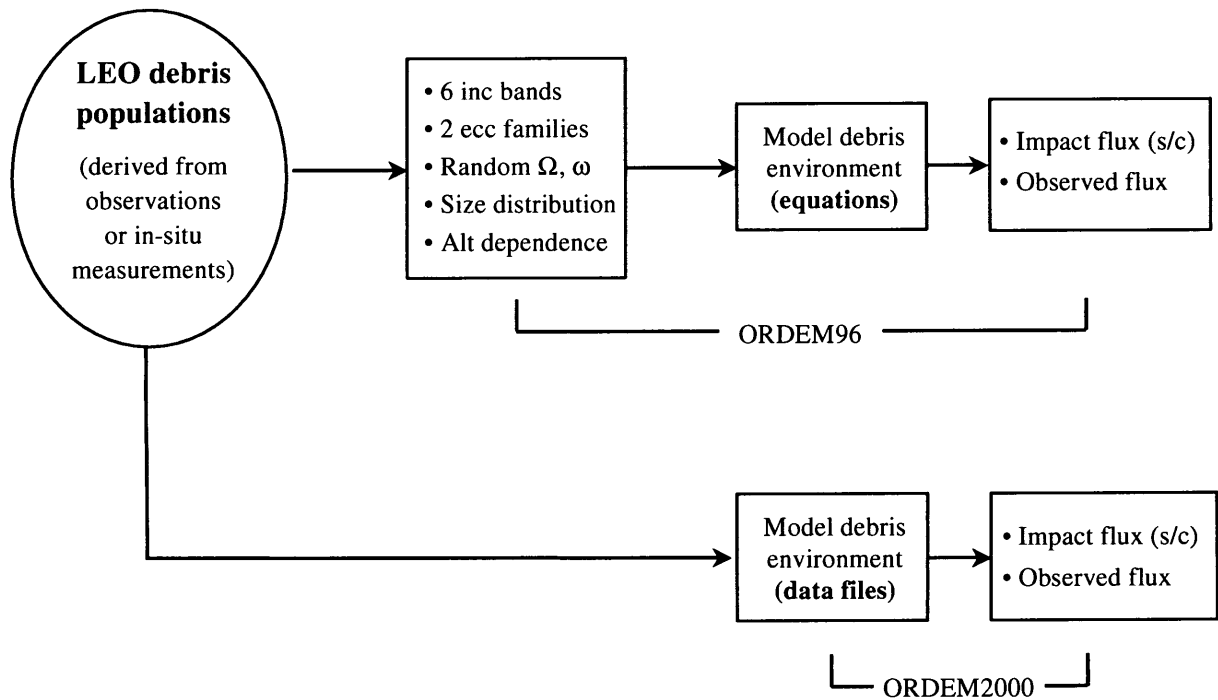 LEO debris
populations
(derived from
observations
or in-situ
measurements)
• 6 inc bands
• 2 ecc families
• Random Ω, ω
• Size distribution
• Alt dependence
Model debris
environment
(equations)
• Impact flux (s/c)
• Observed flux
ORDEM96
Model debris
environment
(data files)
• Impact flux (s/c)
• Observed flux
ORDEM2000